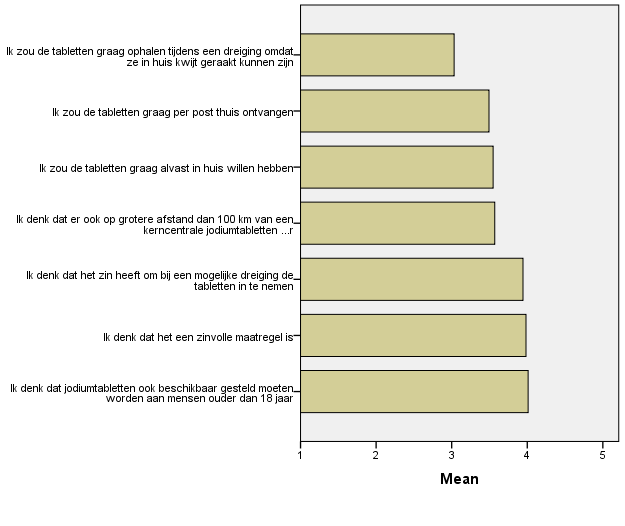 Ik zou de tabletten graag ophalen tijdens een dreiging omdat
ze in huis kwijt geraakt kunnen zijn
Ik zou de tabletten graag per post thuis ontvangen
Ik zou de tabletten graag alvast in huis willen hebben
Ik denk dat er ook op grotere afstand dan 100 km van een
kerncentrale jodiumtabletten ...r
Ik denk dat het zin heeft om bij een mogelijke dreiging de
tabletten in te nemen
Ik denk dat het een zinvolle maatregel is
Ik denk dat jodiumtabletten ook beschikbaar gesteld moeten
worden aan mensen ouder dan 18 jaar
1 2 3 4 5
Mean